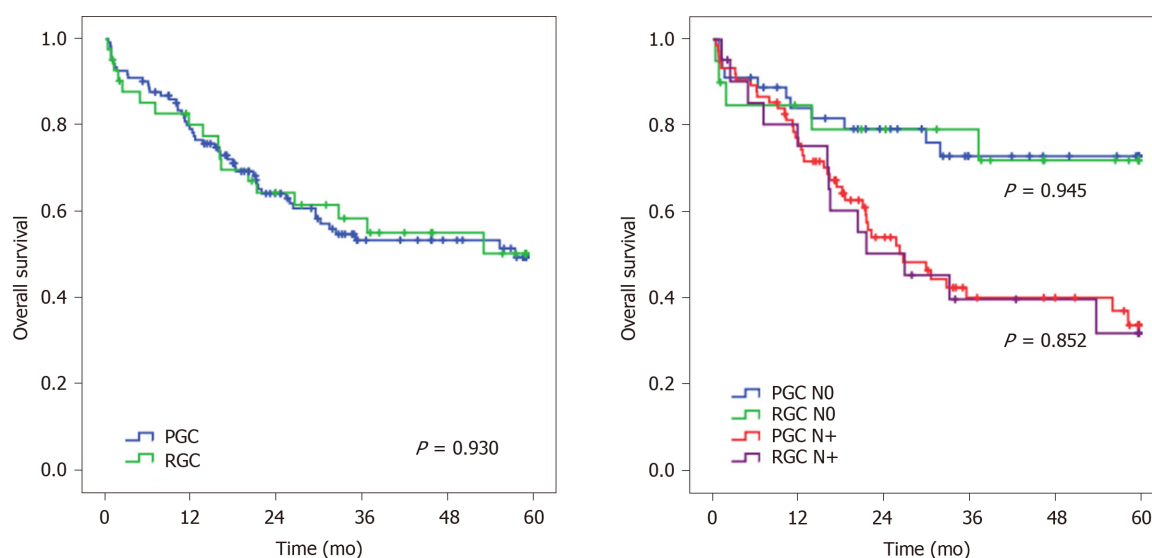 1.0
0.8
0.6
0.4
0.2
0.0
Overall survival
PGC
RGC
P = 0.930
0 12 24 36 48 60
Time (mo)
1.0
0.8
0.6
0.4
0.2
0.0
Overall survival
P = 0.945
P = 0.852
PGC N0
RGC N0
PGC N+
RGC N+
0 12 24 36 48 60
Time (mo)